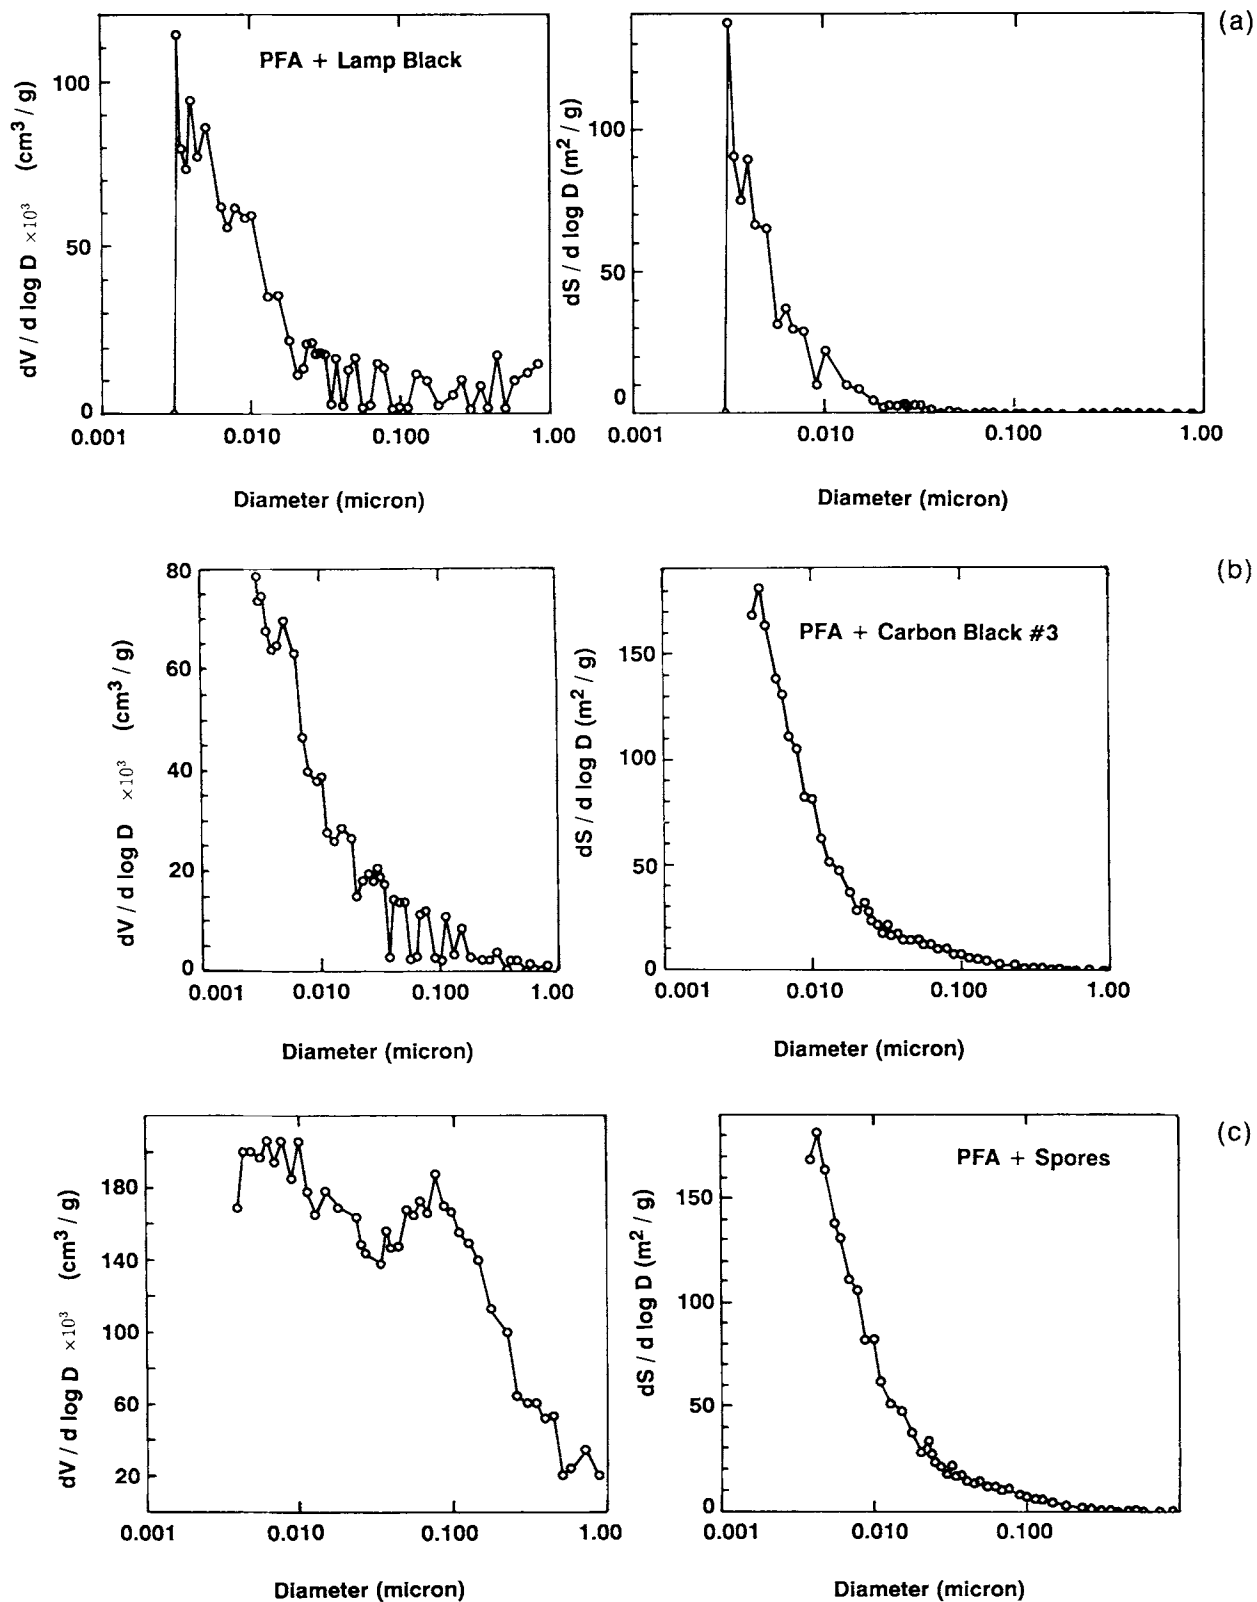 (a)
PFA + Lamp Black
dV / d log D ×10³ (cm³ / g)
100
50
0
0.001
0.010
0.100
1.00
Diameter (micron)
dS / d log D (m² / g)
100
50
0
0.001
0.010
0.100
1.00
Diameter (micron)
(b)
dV / d log D ×10³ (cm³ / g)
80
60
40
20
0
0.001
0.010
0.100
1.00
Diameter (micron)
PFA + Carbon Black #3
dS / d log D (m² / g)
150
100
50
0
0.001
0.010
0.100
1.00
Diameter (micron)
(c)
dV / d log D ×10³ (cm³ / g)
180
140
100
60
20
0.001
0.010
0.100
1.00
Diameter (micron)
PFA + Spores
dS / d log D (m² / g)
150
100
50
0
0.001
0.010
0.100
Diameter (micron)